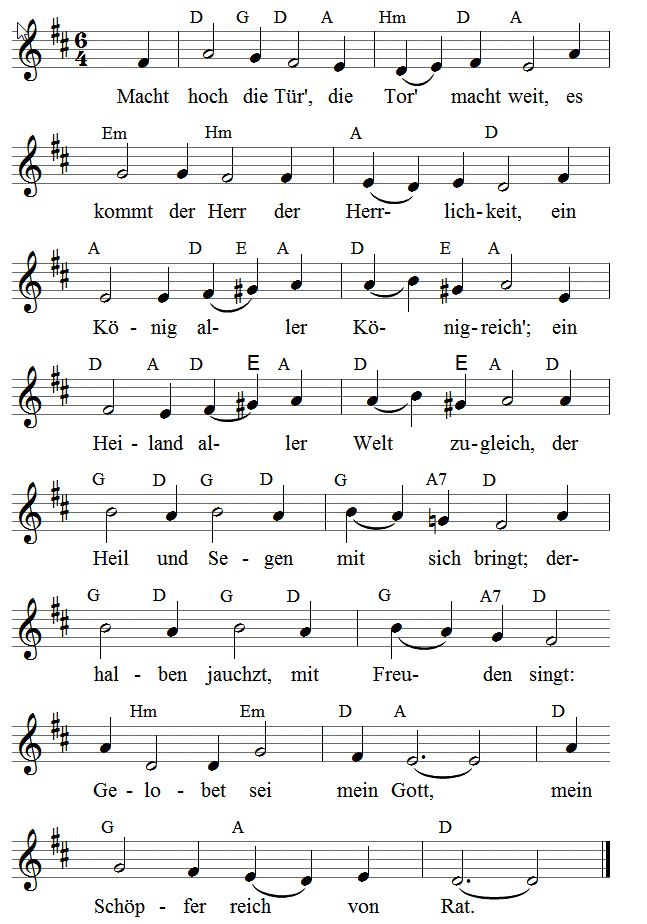 D G D A Hm D A
6
4
Macht hoch die Tür', die Tor' macht weit, es
Em Hm A D
kommt der Herr der Herr- lich-keit, ein
A D E A D E A
Kö - nig al- ler Kö- nig-reich'; ein
D A D E A D E A D
Hei - land al- ler Welt zu-gleich, der
G D G D G A7 D
Heil und Se - gen mit sich bringt; der-
G D G D G A7 D
hal - ben jauchzt, mit Freu- den singt:
Hm Em D A D
Ge - lo - bet sei mein Gott, mein
G A D
Schöp - fer reich von Rat.